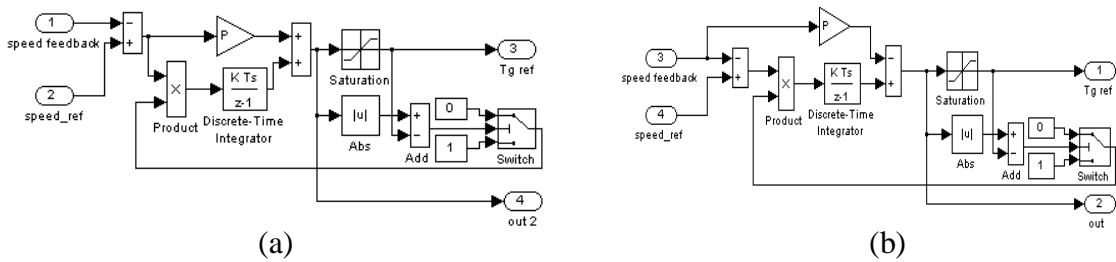 1
speed feedback
2
speed_ref
−
+
P
×
Product
K Ts
z-1
Discrete-Time
Integrator
+
+
Saturation
|u|
Abs
+
−
Add
0
1
Switch
3
Tg ref
4
out 2
(a)
3
speed feedback
4
speed_ref
−
+
P
×
Product
K Ts
z-1
Discrete-Time
Integrator
−
+
Saturation
|u|
Abs
+
−
Add
0
1
Switch
1
Tg ref
2
out
(b)